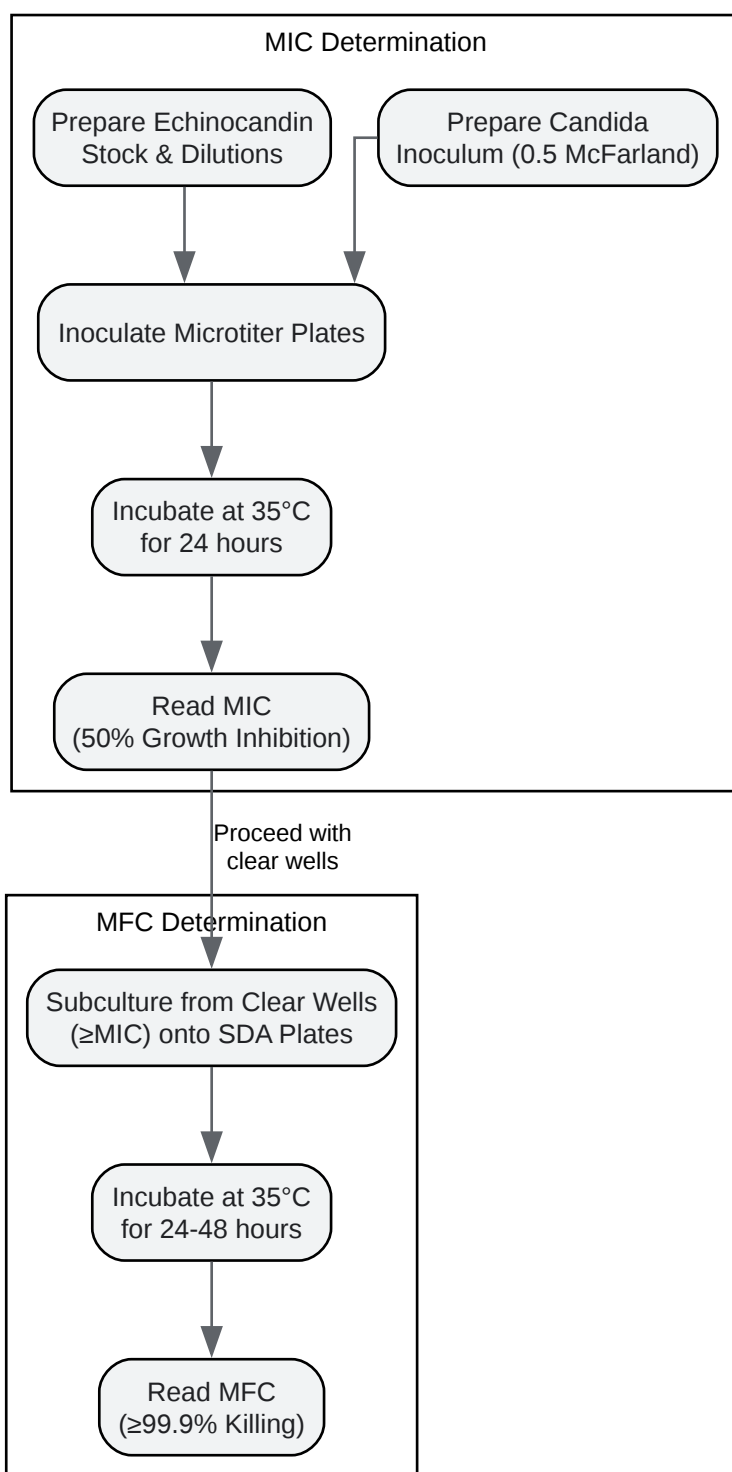 MIC Determination
Prepare Echinocandin
Stock & Dilutions
Prepare Candida
Inoculum (0.5 McFarland)
Inoculate Microtiter Plates
Incubate at 35°C
for 24 hours
Read MIC
(50% Growth Inhibition)
Proceed with
clear wells
MFC Determination
Subculture from Clear Wells
(≥MIC) onto SDA Plates
Incubate at 35°C
for 24-48 hours
Read MFC
(≥99.9% Killing)